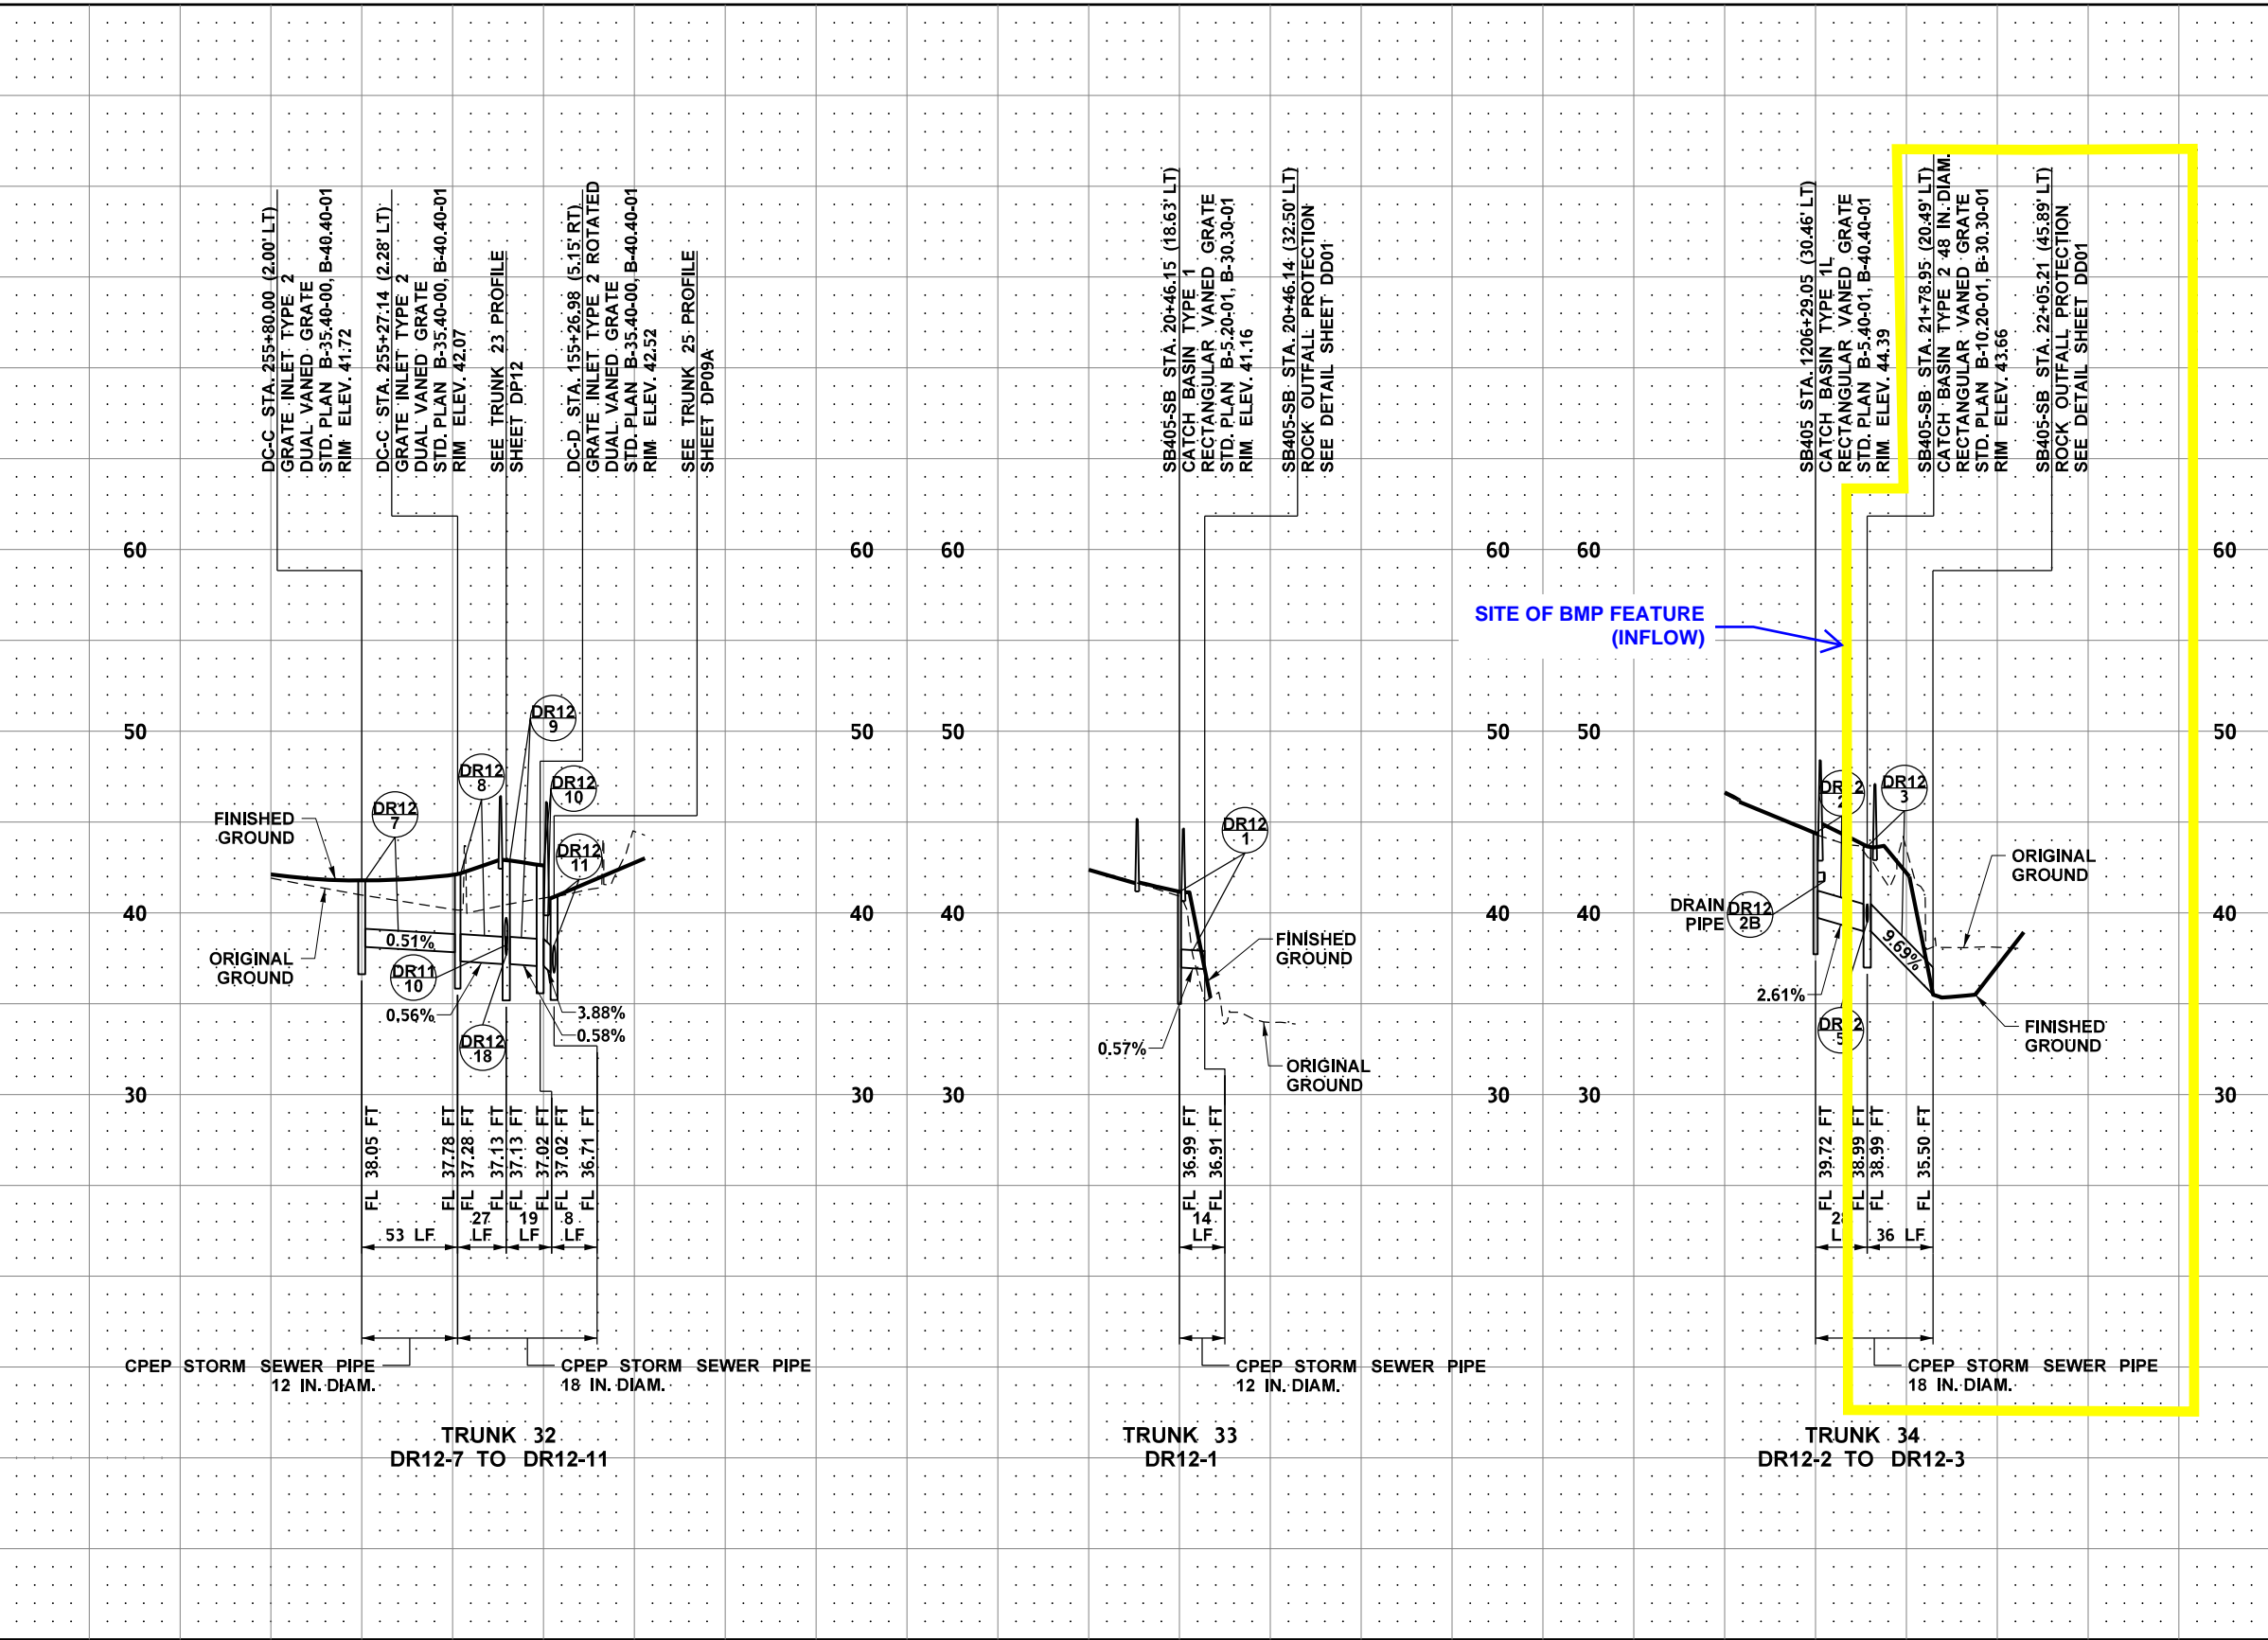 DC-C STA. 255+80.00 (2.00' LT)
GRATE INLET TYPE 2
DUAL VANED GRATE
STD. PLAN B-35.40-00, B-40.40-01
RIM ELEV. 41.72
DC-C STA. 255+27.14 (2.28' LT)
GRATE INLET TYPE 2
DUAL VANED GRATE
STD. PLAN B-35.40-00, B-40.40-01
RIM ELEV. 42.07
SEE TRUNK 23 PROFILE
SHEET DP12
DC-D STA. 155+26.98 (5.15' RT)
GRATE INLET TYPE 2 ROTATED
DUAL VANED GRATE
STD. PLAN B-35.40-00, B-40.40-01
RIM ELEV. 42.52
SEE TRUNK 25 PROFILE
SHEET DP09A
60
60
50
50
40
40
30
30
FINISHED
GROUND
ORIGINAL
GROUND
DR12
7
DR12
8
DR12
9
DR12
10
DR12
11
DR11
10
DR12
18
0.51%
0.56%
3.88%
0.58%
FL 38.05 FT
FL 37.78 FT
FL 37.28 FT
FL 37.13 FT
FL 37.13 FT
FL 37.02 FT
FL 37.02 FT
FL 36.71 FT
53 LF
27
LF
19
LF
8
LF
CPEP STORM SEWER PIPE
12 IN. DIAM.
CPEP STORM SEWER PIPE
18 IN. DIAM.
TRUNK 32
DR12-7 TO DR12-11
SB405-SB STA. 20+46.15 (18.63' LT)
CATCH BASIN TYPE 1
RECTANGULAR VANED GRATE
STD. PLAN B-5.20-01, B-30.30-01
RIM ELEV. 41.16
SB405-SB STA. 20+46.14 (32.50' LT)
ROCK OUTFALL PROTECTION
SEE DETAIL SHEET DD01
60
60
50
50
40
40
30
30
DR12
1
FINISHED
GROUND
0.57%
ORIGINAL
GROUND
FL 36.99 FT
FL 36.91 FT
14
LF
CPEP STORM SEWER PIPE
12 IN. DIAM.
TRUNK 33
DR12-1
SB405 STA. 1206+29.05 (30.46' LT)
CATCH BASIN TYPE 1L
RECTANGULAR VANED GRATE
STD. PLAN B-5.40-01, B-40.40-01
RIM ELEV. 44.39
SB405-SB STA. 21+78.95 (20.49' LT)
CATCH BASIN TYPE 2 48 IN. DIAM.
RECTANGULAR VANED GRATE
STD. PLAN B-10.20-01, B-30.30-01
RIM ELEV. 43.66
SB405-SB STA. 22+05.21 (45.89' LT)
ROCK OUTFALL PROTECTION
SEE DETAIL SHEET DD01
60
60
50
50
40
40
30
30
SITE OF BMP FEATURE
(INFLOW)
DR12
2
DR12
3
DRAIN
PIPE
DR12
2B
DR12
5
2.61%
9.69%
ORIGINAL
GROUND
FINISHED
GROUND
FL 39.72 FT
FL 38.99 FT
FL 38.99 FT
FL 35.50 FT
28
LF
36 LF
CPEP STORM SEWER PIPE
18 IN. DIAM.
TRUNK 34
DR12-2 TO DR12-3